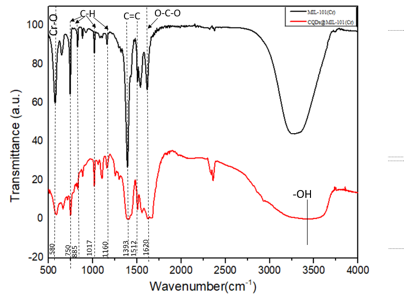 MIL-101(Cr)
CQDs@MIL-101(Cr)
Cr-O
C-H
C=C
O-C-O
-OH
Transmittance (a.u.)
100
80
60
40
20
0
-20
580
750
885
1017
1160
1393
1512
1620
500 1000 1500 2000 2500 3000 3500 4000
Wavenumber(cm-1)